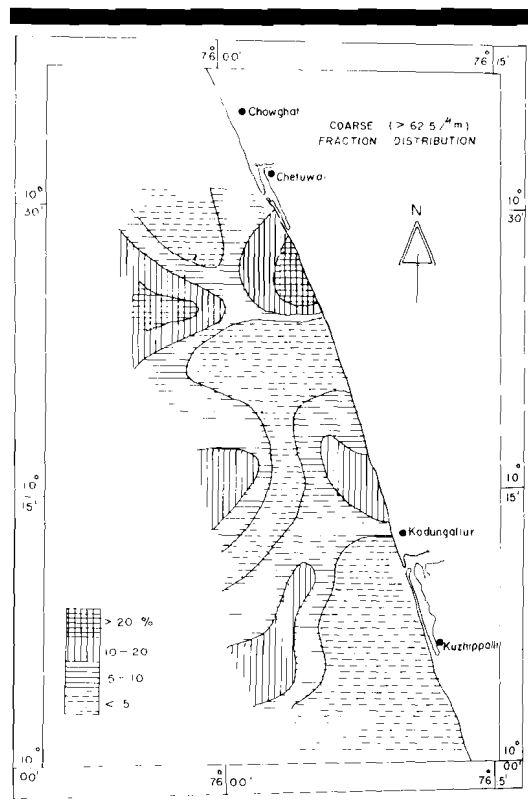 76° 00'
76° 15'
Chowghat
COARSE (> 62 5/μm)
FRACTION DISTRIBUTION
Chetuwa
10° 30'
10° 30'
N
10° 15'
10° 15'
Kodungallur
Kuzhippalli
> 20 %
10-20
5-10
< 5
10° 00'
10° 00'
76° 00'
76° 15'